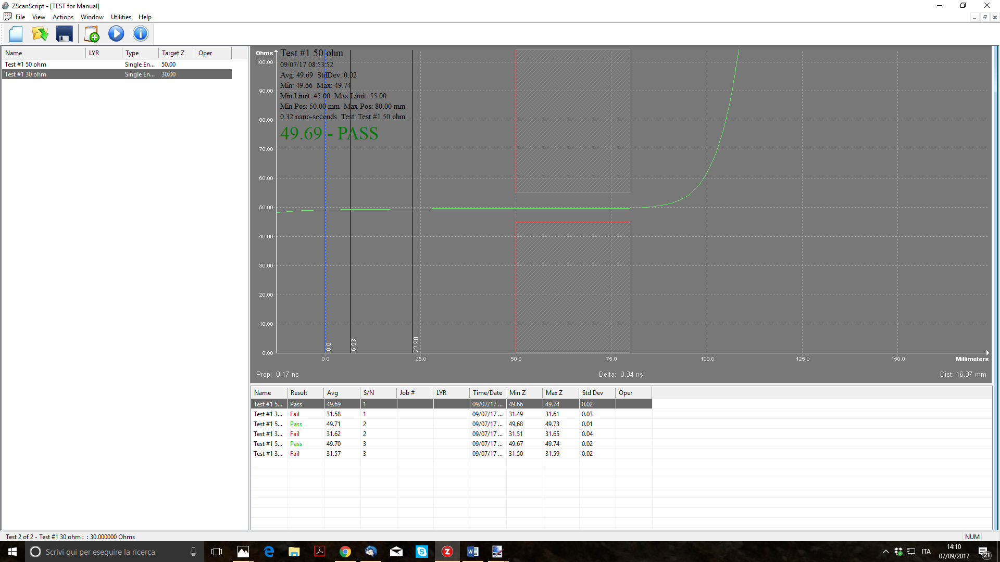 ZScanScript - [TEST for Manual]
File View Actions Window Utilities Help
Name LYR Type Target Z Oper
Test #1 50 ohm Single En... 50.00
Test #1 30 ohm Single En... 30.00
Ohms
Test #1 50 ohm
09/07/17 08:53:52
Avg: 49.69 StdDev: 0.02
Min: 49.66 Max: 49.74
Min Limit: 45.00 Max Limit: 55.00
Min Pos: 50.00 mm Max Pos: 80.00 mm
0.32 nano-seconds Test: Test #1 50 ohm
49.69 - PASS
100.00
90.00
80.00
70.00
60.00
50.00
40.00
30.00
20.00
10.00
0.00
0.0 6.53 22.90
0.0 25.0 50.0 75.0 100.0 125.0 150.0
Millimeters
Prop: 0.17 ns Delta: 0.34 ns Dist: 16.37 mm
Name Result Avg S/N Job # LYR Time/Date Min Z Max Z Std Dev Oper
Test #1 5... Pass 49.69 1 09/07/17 ... 49.66 49.74 0.02
Test #1 3... Fail 31.58 1 09/07/17 ... 31.49 31.61 0.03
Test #1 5... Pass 49.71 2 09/07/17 ... 49.68 49.73 0.01
Test #1 3... Fail 31.62 2 09/07/17 ... 31.51 31.65 0.04
Test #1 5... Pass 49.70 3 09/07/17 ... 49.67 49.74 0.02
Test #1 3... Fail 31.57 3 09/07/17 ... 31.50 31.59 0.02
Test 2 of 2 - Test #1 30 ohm : : 30.000000 Ohms
NUM
Scrivi qui per eseguire la ricerca
ITA
14:10
07/09/2017
21